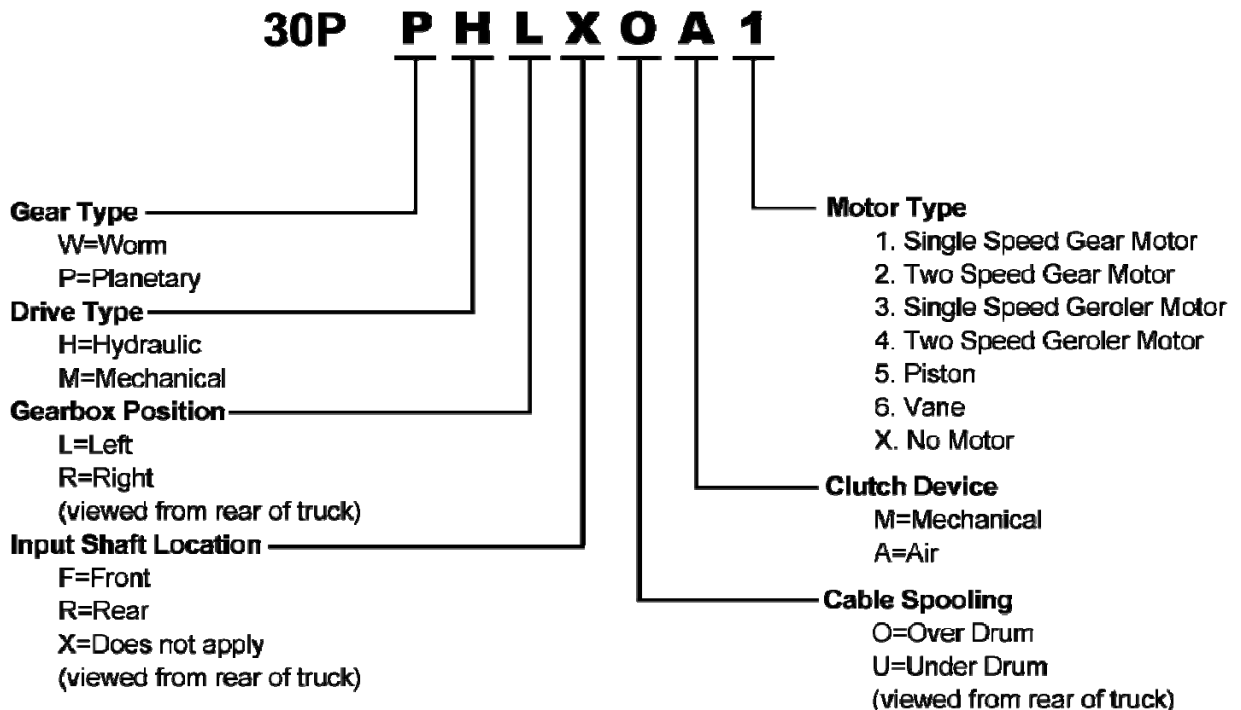 30P P H L X O A 1
Gear Type
W=Worm
P=Planetary
Drive Type
H=Hydraulic
M=Mechanical
Gearbox Position
L=Left
R=Right
(viewed from rear of truck)
Input Shaft Location
F=Front
R=Rear
X=Does not apply
(viewed from rear of truck)
Motor Type
1. Single Speed Gear Motor
2. Two Speed Gear Motor
3. Single Speed Geroler Motor
4. Two Speed Geroler Motor
5. Piston
6. Vane
X. No Motor
Clutch Device
M=Mechanical
A=Air
Cable Spooling
O=Over Drum
U=Under Drum
(viewed from rear of truck)